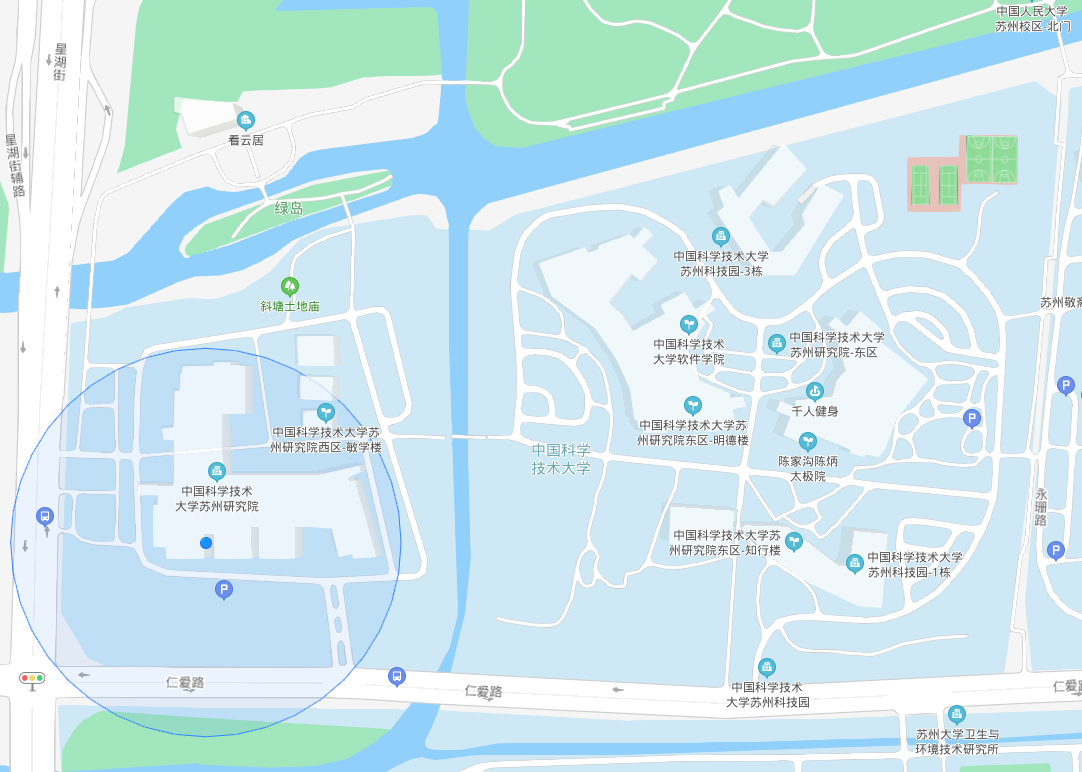 中国人民大学
苏州校区-北门
星湖街
星湖街辅路
看云居
绿岛
中国科学技术大学
苏州科技园-3栋
斜塘土地庙
苏州敬斋
中国科学技术
大学软件学院
中国科学技术大学
苏州研究院-东区
千人健身
P
P
中国科学技术大学苏
州研究院西区-敏学楼
中国科学技术大学苏
州研究院东区-明德楼
中国科学
技术大学
陈家沟陈炳
太极院
中国科学技术
大学苏州研究院
永珊路
中国科学技术大学苏
州研究院东区-知行楼
中国科学技术大学
苏州科技园-1栋
P
P
仁爱路
仁爱路
中国科学技术
大学苏州科技园
仁爱路
苏州大学卫生与
环境技术研究所